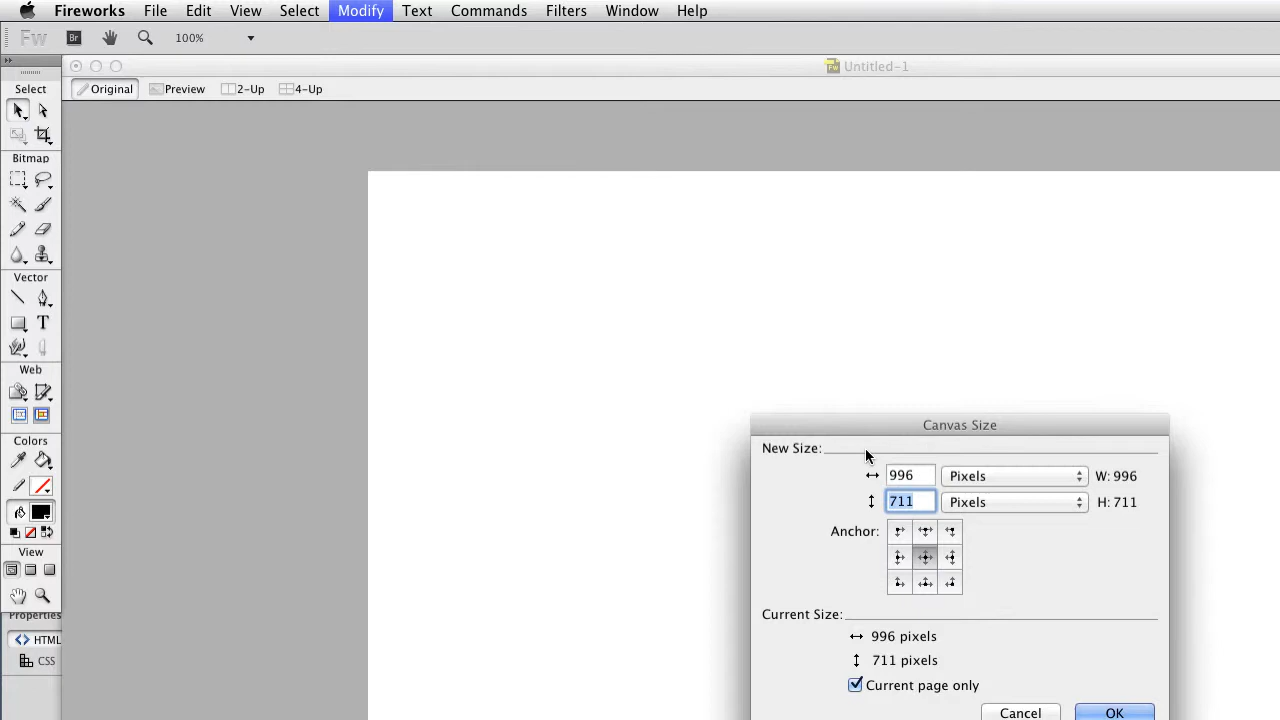 Fireworks File Edit View Select Modify Text Commands Filters Window Help
Fw Br 100%
Untitled-1
Original Preview 2-Up 4-Up
Select
Bitmap
Vector
T
Web
Colors
View
Properties
HTML
CSS
Canvas Size
New Size:
996 Pixels W: 996
711 Pixels H: 711
Anchor:
Current Size:
996 pixels
711 pixels
Current page only
Cancel OK